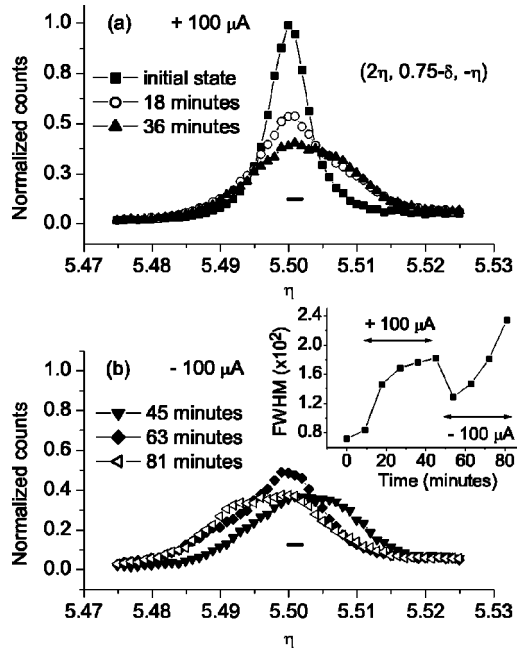 (a) + 100 µA
(2η, 0.75-δ, -η)
initial state
18 minutes
36 minutes
Normalized counts
1.0
0.8
0.5
0.3
0.0
5.47 5.48 5.49 5.50 5.51 5.52 5.53
η
(b) - 100 µA
45 minutes
63 minutes
81 minutes
Normalized counts
1.0
0.8
0.6
0.4
0.2
0.0
5.47 5.48 5.49 5.50 5.51 5.52 5.53
η
FWHM (x10²)
2.4
2.0
1.6
1.2
0.8
+ 100 µA
- 100 µA
0 20 40 60 80
Time (minutes)